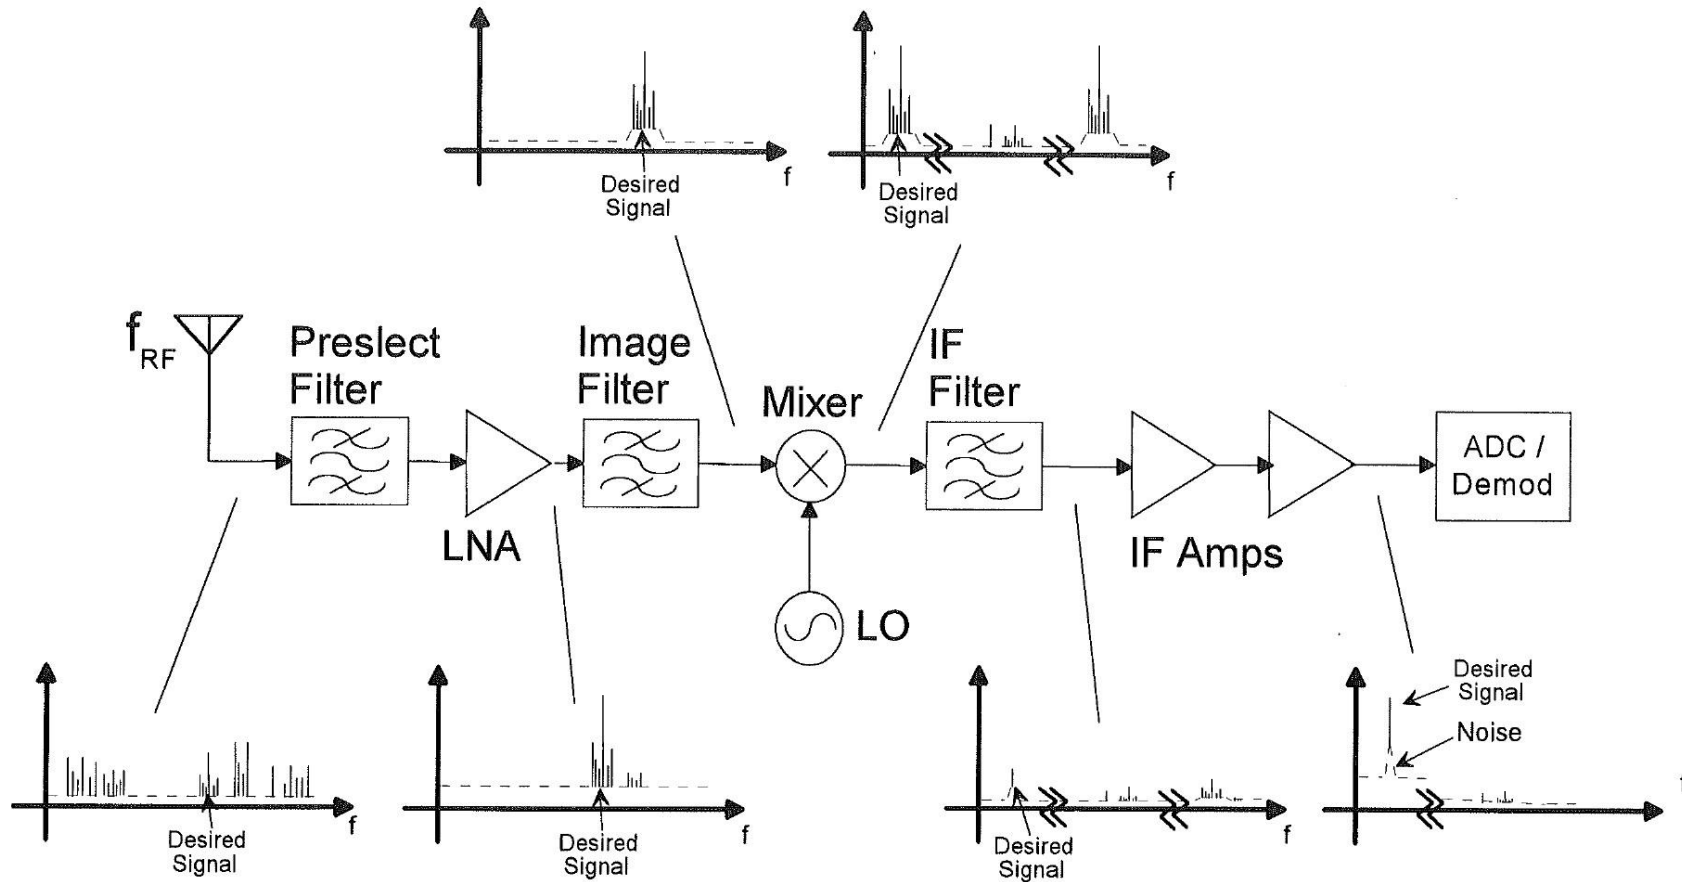 f
Desired
Signal
f
Desired
Signal
f RF
Preslect
Filter
Image
Filter
Mixer
IF
Filter
ADC /
Demod
LNA
IF Amps
LO
Desired
Signal
Noise
f
Desired
Signal
f
Desired
Signal
f
Desired
Signal